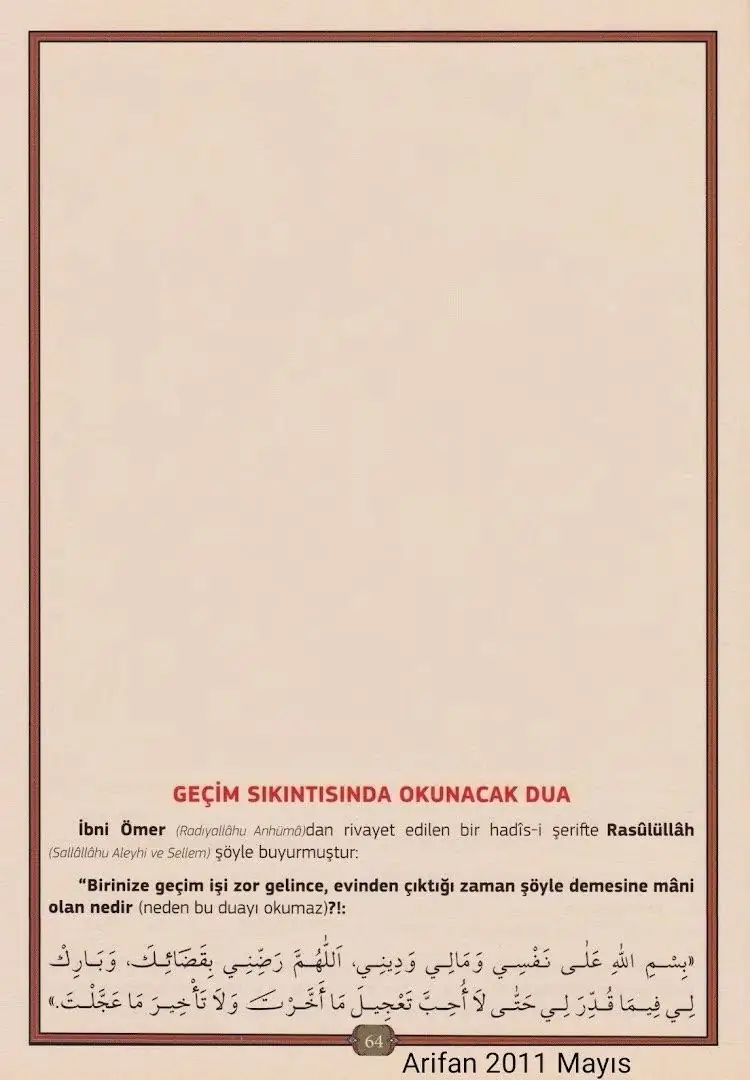 GEÇİM SIKINTISINDA OKUNACAK DUA
İbni Ömer (Radıyallâhu Anhümâ)dan rivayet edilen bir hadîs-i şerifte Rasûlüllâh
(Sallâllâhu Aleyhi ve Sellem) şöyle buyurmuştur:
“Birinize geçim işi zor gelince, evinden çıktığı zaman şöyle demesine mâni
olan nedir (neden bu duayı okumaz)?!:
«بِسْمِ اللهِ عَلَى نَفْسِي وَمَالِي وَدِينِي، اَللّٰهُمَّ رَضِّنِي بِقَضَائِكَ، وَبَارِكْ
لِي فِيمَا قُدِّرَ لِي حَتّٰى لَا أُحِبَّ تَعْجِيلَ مَا أَخَّرْتَ وَلَا تَأْخِيرَ مَا عَجَّلْتَ.»
64
Arifan 2011 Mayıs